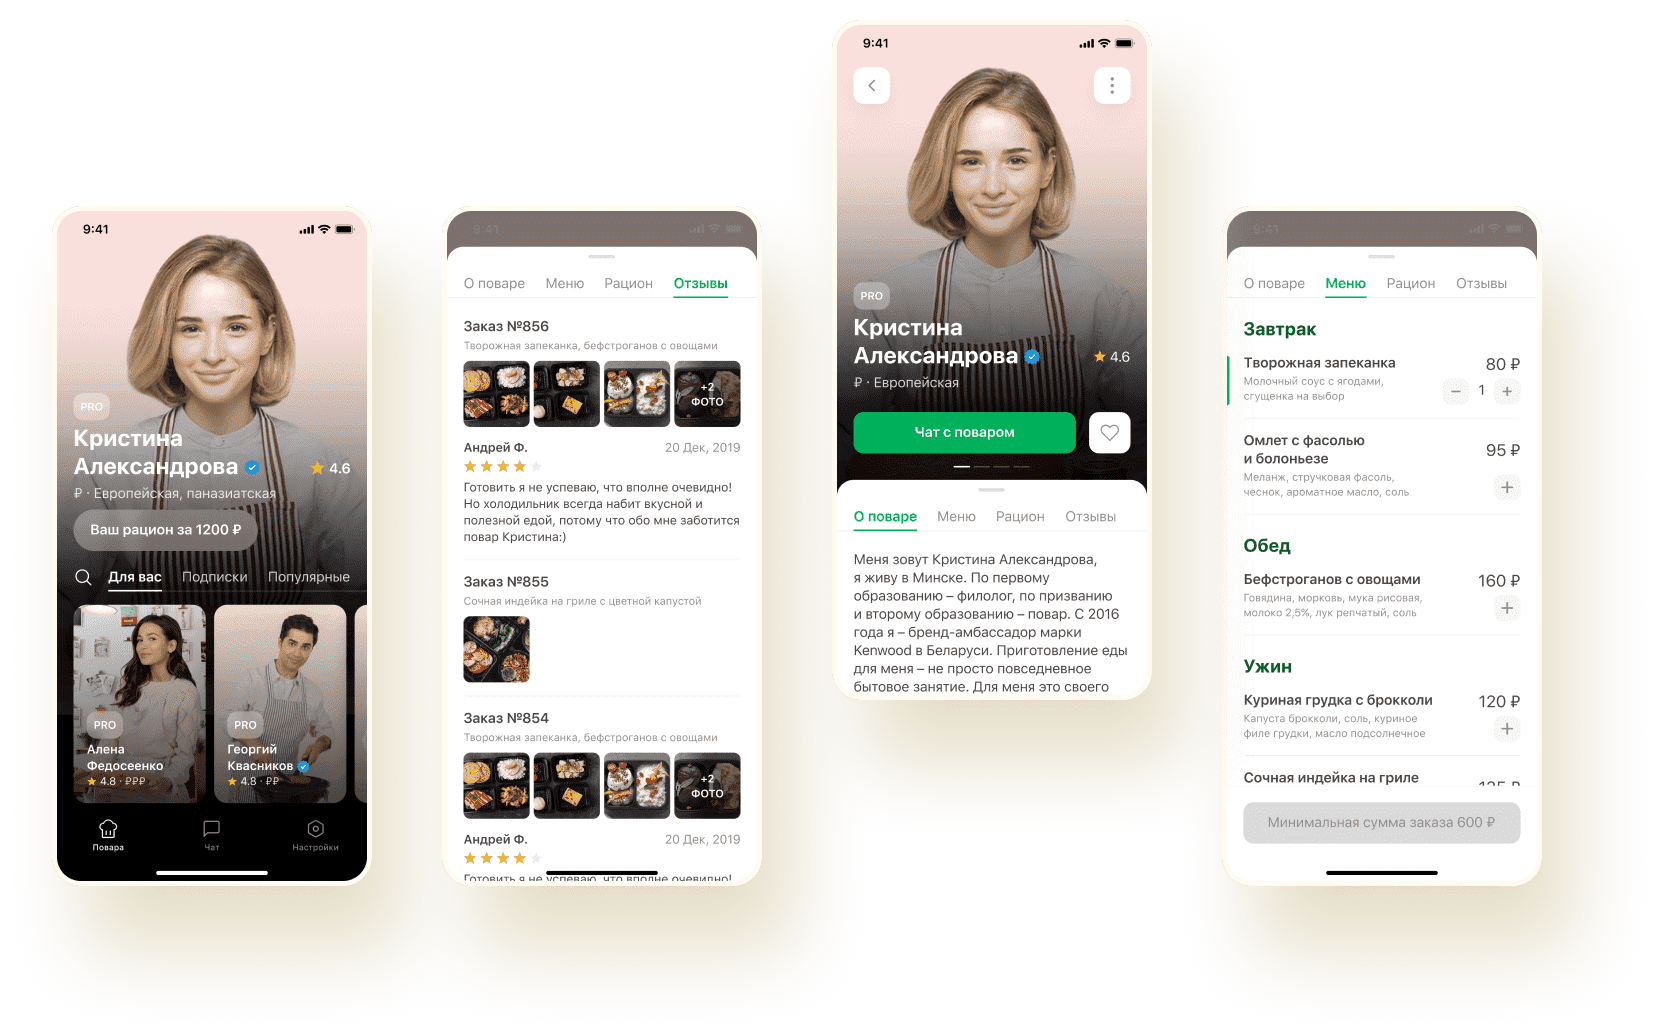 9:41
PRO
Кристина
Александрова
4.6
₽ · Европейская, паназиатская
Ваш рацион за 1200 ₽
Для вас Подписки Популярные
PRO
Алена
Федосеенко
4.8 · ₽₽₽
PRO
Георгий
Квасников
4.8 · ₽₽
Повара Чат Настройки
9:41
О поваре Меню Рацион Отзывы
Заказ №856
Творожная запеканка, бефстроганов с овощами
+2
ФОТО
Андрей Ф. 20 Дек, 2019
Готовить я не успеваю, что вполне очевидно!
Но холодильник всегда набит вкусной и
полезной едой, потому что обо мне заботится
повар Кристина:)
Заказ №855
Сочная индейка на гриле с цветной капустой
Заказ №854
Творожная запеканка, бефстроганов с овощами
+2
ФОТО
Андрей Ф. 20 Дек, 2019
Готовить я не успеваю, что вполне очевидно!
9:41
PRO
Кристина
Александрова
4.6
₽ · Европейская
Чат с поваром
О поваре Меню Рацион Отзывы
Меня зовут Кристина Александрова,
я живу в Минске. По первому
образованию – филолог, по призванию
и второму образованию – повар. С 2016
года я – бренд-амбассадор марки
Kenwood в Беларуси. Приготовление еды
для меня – не просто повседневное
бытовое занятие. Для меня это своего
9:41
О поваре Меню Рацион Отзывы
Завтрак
Творожная запеканка 80 ₽
Молочный соус с ягодами,
сгущенка на выбор
− 1 +
Омлет с фасолью
и болоньезе 95 ₽
Меланж, стручковая фасоль,
чеснок, ароматное масло, соль
+
Обед
Бефстроганов с овощами 160 ₽
Говядина, морковь, мука рисовая,
молоко 2,5%, лук репчатый, соль
+
Ужин
Куриная грудка с брокколи 120 ₽
Капуста брокколи, соль, куриное
филе грудки, масло подсолнечное
+
Сочная индейка на гриле
Минимальная сумма заказа 600 ₽